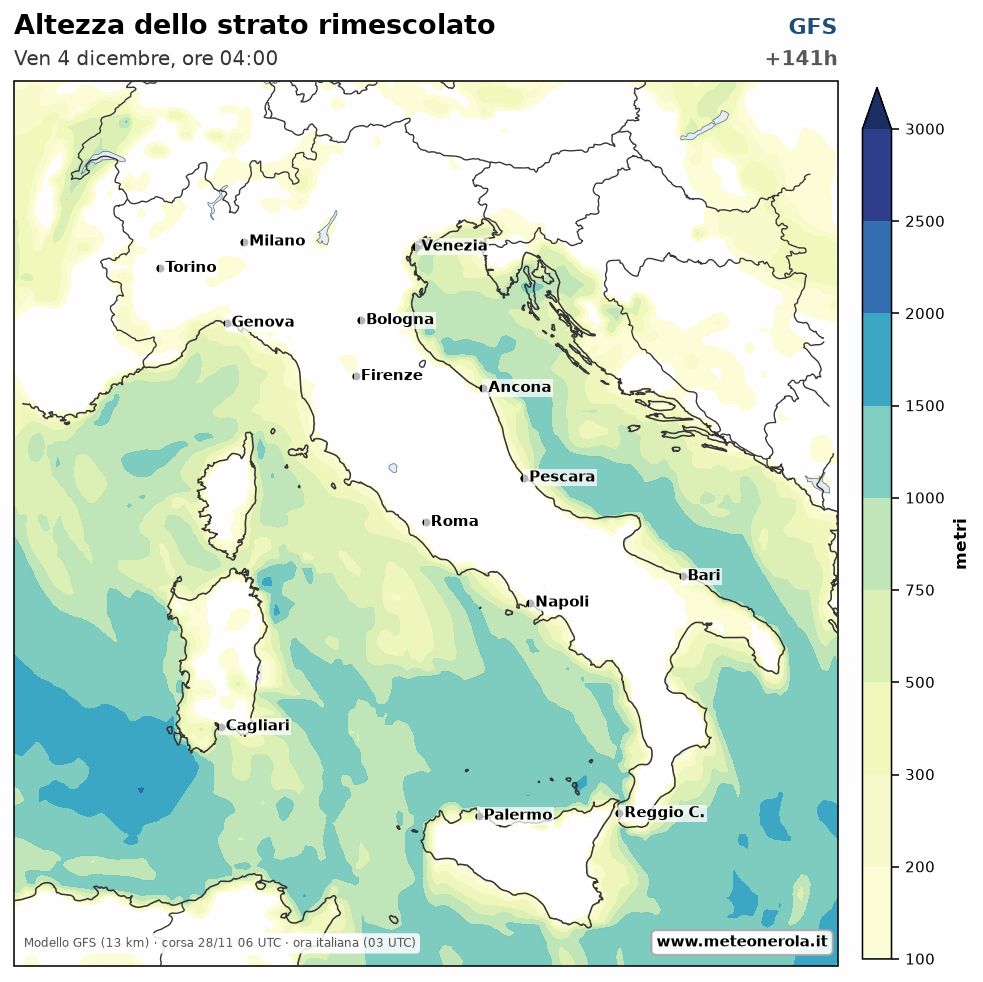 Altezza dello strato rimescolato
GFS
Ven 4 dicembre, ore 04:00
+141h
Milano
Venezia
Torino
Genova
Bologna
Firenze
Ancona
Pescara
Roma
Bari
Napoli
Cagliari
Palermo
Reggio C.
3000
2500
2000
1500
1000
750
500
300
200
100
metri
Modello GFS (13 km) · corsa 28/11 06 UTC · ora italiana (03 UTC)
www.meteonerola.it